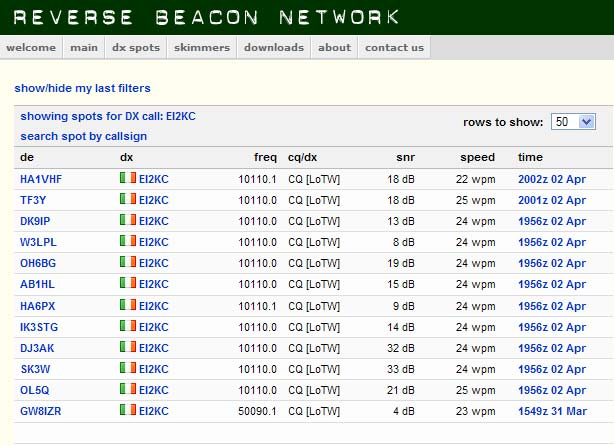 REVERSE BEACON NETWORK
welcome main dx spots skimmers downloads about contact us
show/hide my last filters
showing spots for DX call: EI2KC
search spot by callsign
rows to show: 50
de dx freq cq/dx snr speed time
HA1VHF EI2KC 10110.1 CQ [LoTW] 18 dB 22 wpm 2002z 02 Apr
TF3Y EI2KC 10110.0 CQ [LoTW] 18 dB 25 wpm 2001z 02 Apr
DK9IP EI2KC 10110.0 CQ [LoTW] 13 dB 24 wpm 1956z 02 Apr
W3LPL EI2KC 10110.0 CQ [LoTW] 8 dB 24 wpm 1956z 02 Apr
OH6BG EI2KC 10110.0 CQ [LoTW] 19 dB 24 wpm 1956z 02 Apr
AB1HL EI2KC 10110.0 CQ [LoTW] 15 dB 24 wpm 1956z 02 Apr
HA6PX EI2KC 10110.1 CQ [LoTW] 9 dB 24 wpm 1956z 02 Apr
IK3STG EI2KC 10110.0 CQ [LoTW] 14 dB 24 wpm 1956z 02 Apr
DJ3AK EI2KC 10110.0 CQ [LoTW] 32 dB 24 wpm 1956z 02 Apr
SK3W EI2KC 10110.0 CQ [LoTW] 33 dB 24 wpm 1956z 02 Apr
OL5Q EI2KC 10110.0 CQ [LoTW] 21 dB 25 wpm 1956z 02 Apr
GW8IZR EI2KC 50090.1 CQ [LoTW] 4 dB 23 wpm 1549z 31 Mar